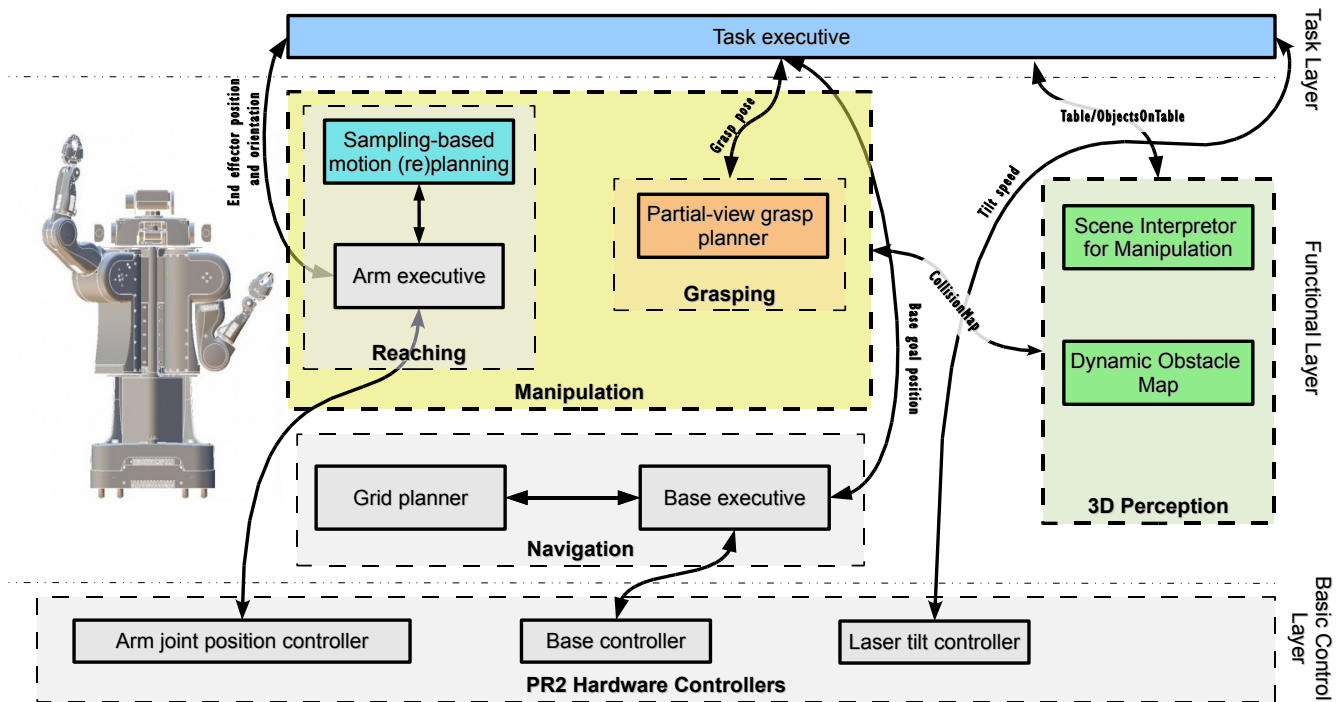 Task executive
Task Layer
End effector position
and orientation
Sampling-based
motion (re)planning
Arm executive
Reaching
Grasp pose
Partial-view grasp
planner
Grasping
Manipulation
Table/ObjectsOnTable
Tilt speed
CollisionMap
Base goal position
Scene Interpretor
for Manipulation
Dynamic Obstacle
Map
3D Perception
Functional Layer
Grid planner
Base executive
Navigation
Arm joint position controller
Base controller
Laser tilt controller
PR2 Hardware Controllers
Basic Control
Layer